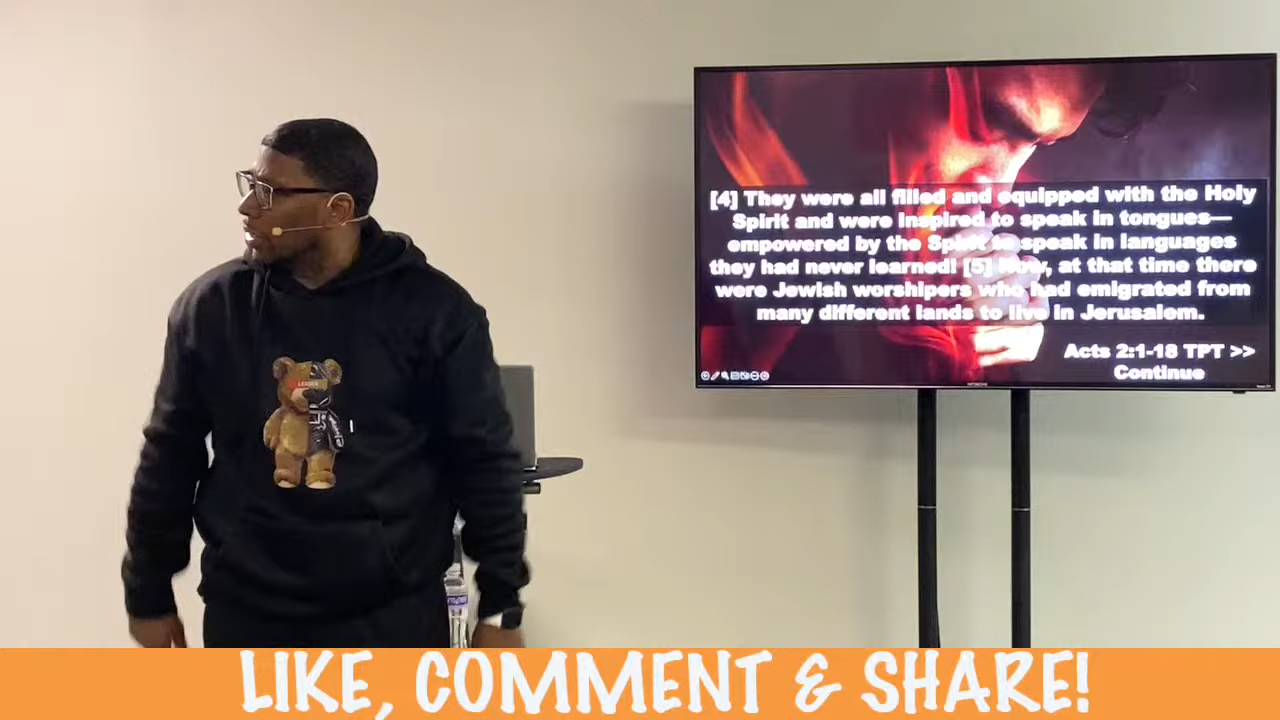 [4] They were all filled and equipped with the Holy
Spirit and were inspired to speak in tongues—
empowered by the Spirit to speak in languages
they had never learned! [5] Now, at that time there
were Jewish worshipers who had emigrated from
many different lands to live in Jerusalem.
Acts 2:1-18 TPT >>
Continue
LEADER
LIKE, COMMENT & SHARE!